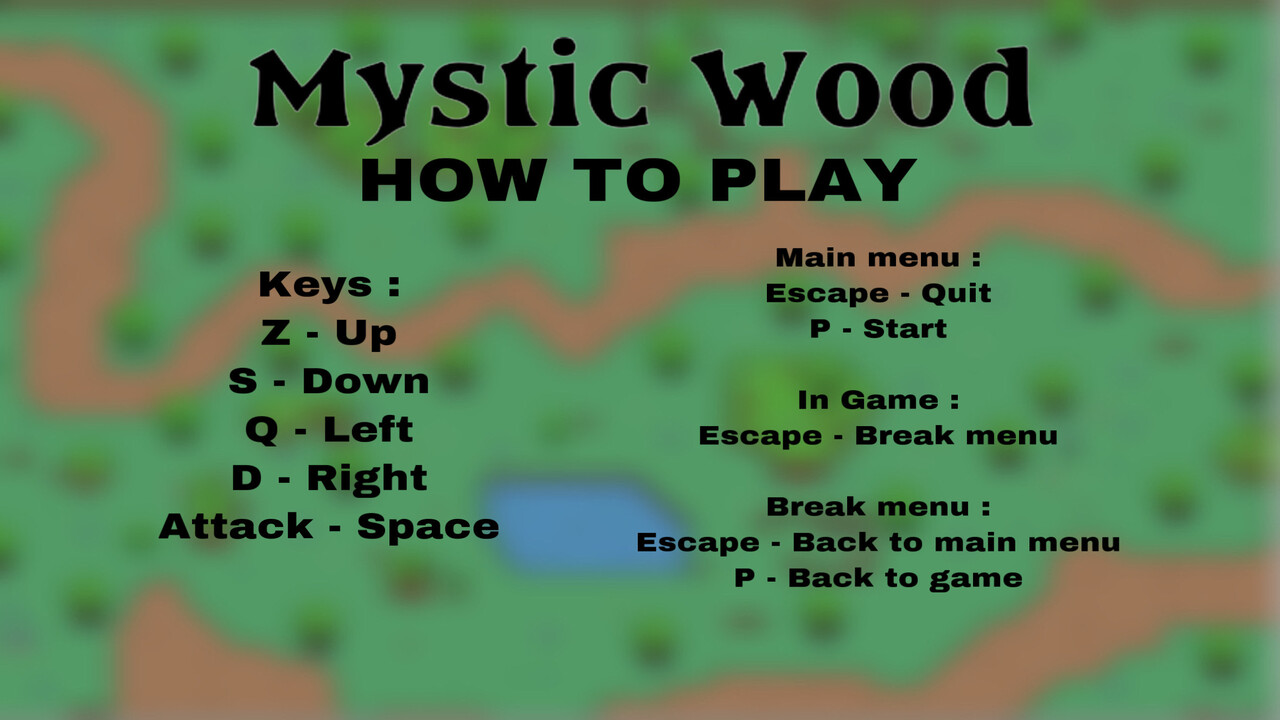 Mystic Wood
HOW TO PLAY
Keys :
Z - Up
S - Down
Q - Left
D - Right
Attack - Space
Main menu :
Escape - Quit
P - Start
In Game :
Escape - Break menu
Break menu :
Escape - Back to main menu
P - Back to game